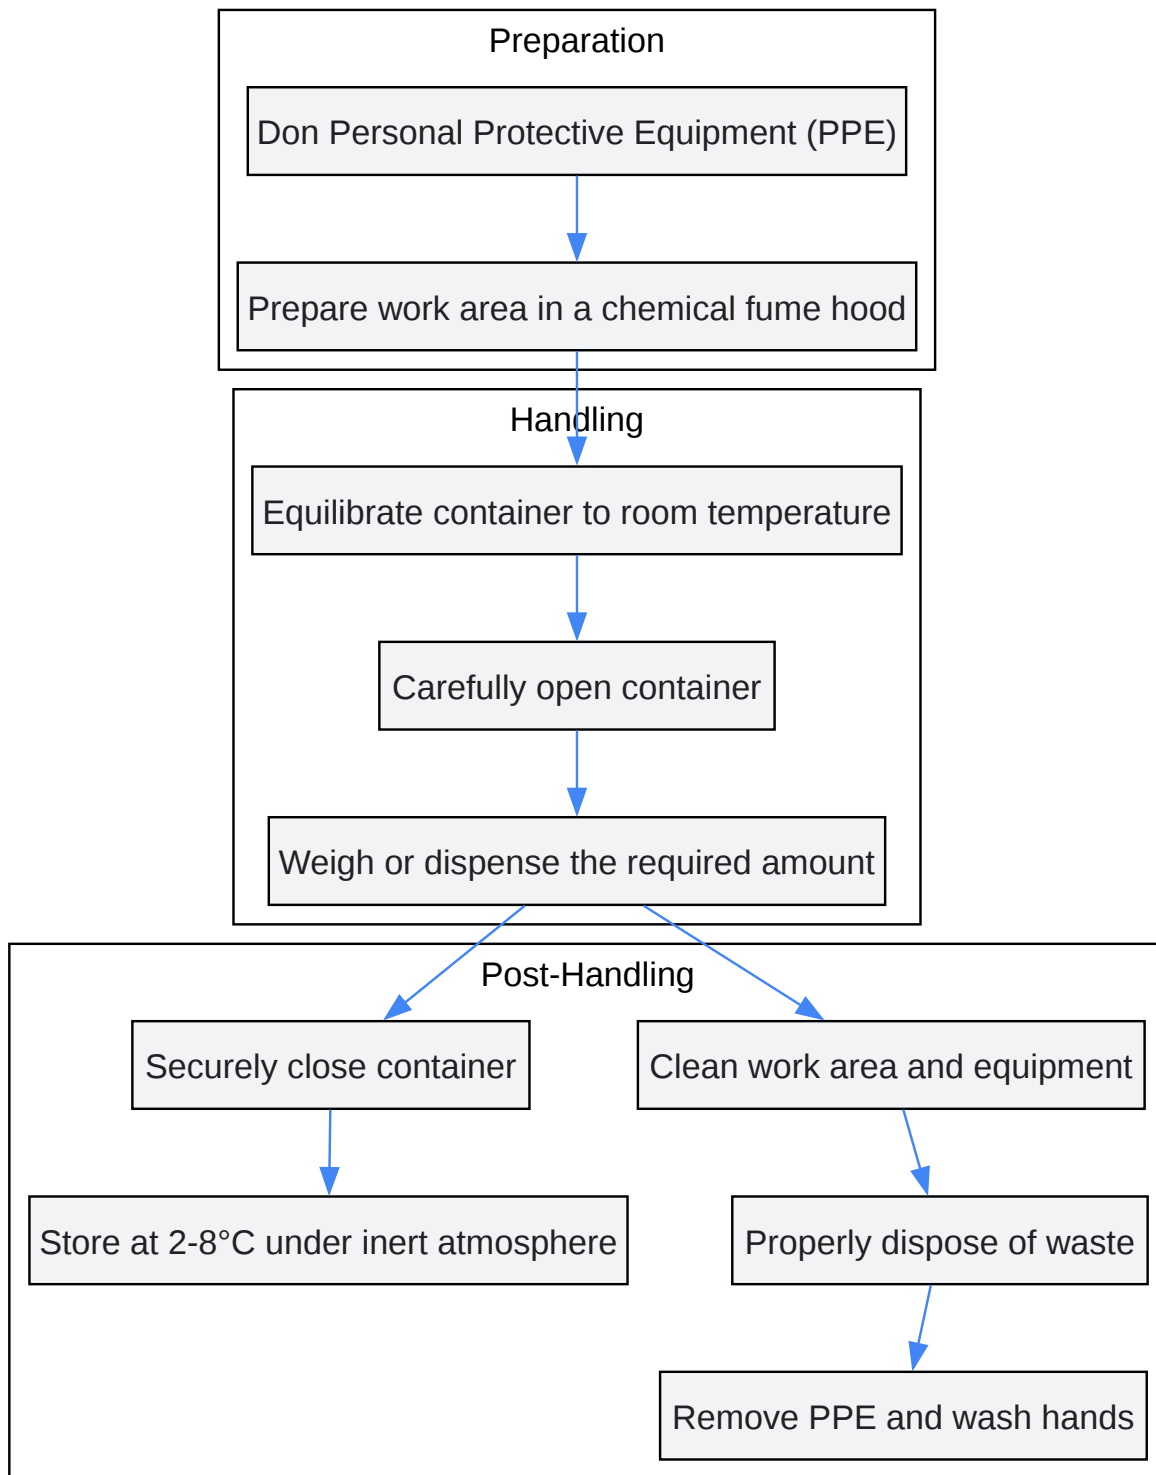 Preparation
Don Personal Protective Equipment (PPE)
Prepare work area in a chemical fume hood
Handling
Equilibrate container to room temperature
Carefully open container
Weigh or dispense the required amount
Post-Handling
Securely close container
Clean work area and equipment
Store at 2-8°C under inert atmosphere
Properly dispose of waste
Remove PPE and wash hands